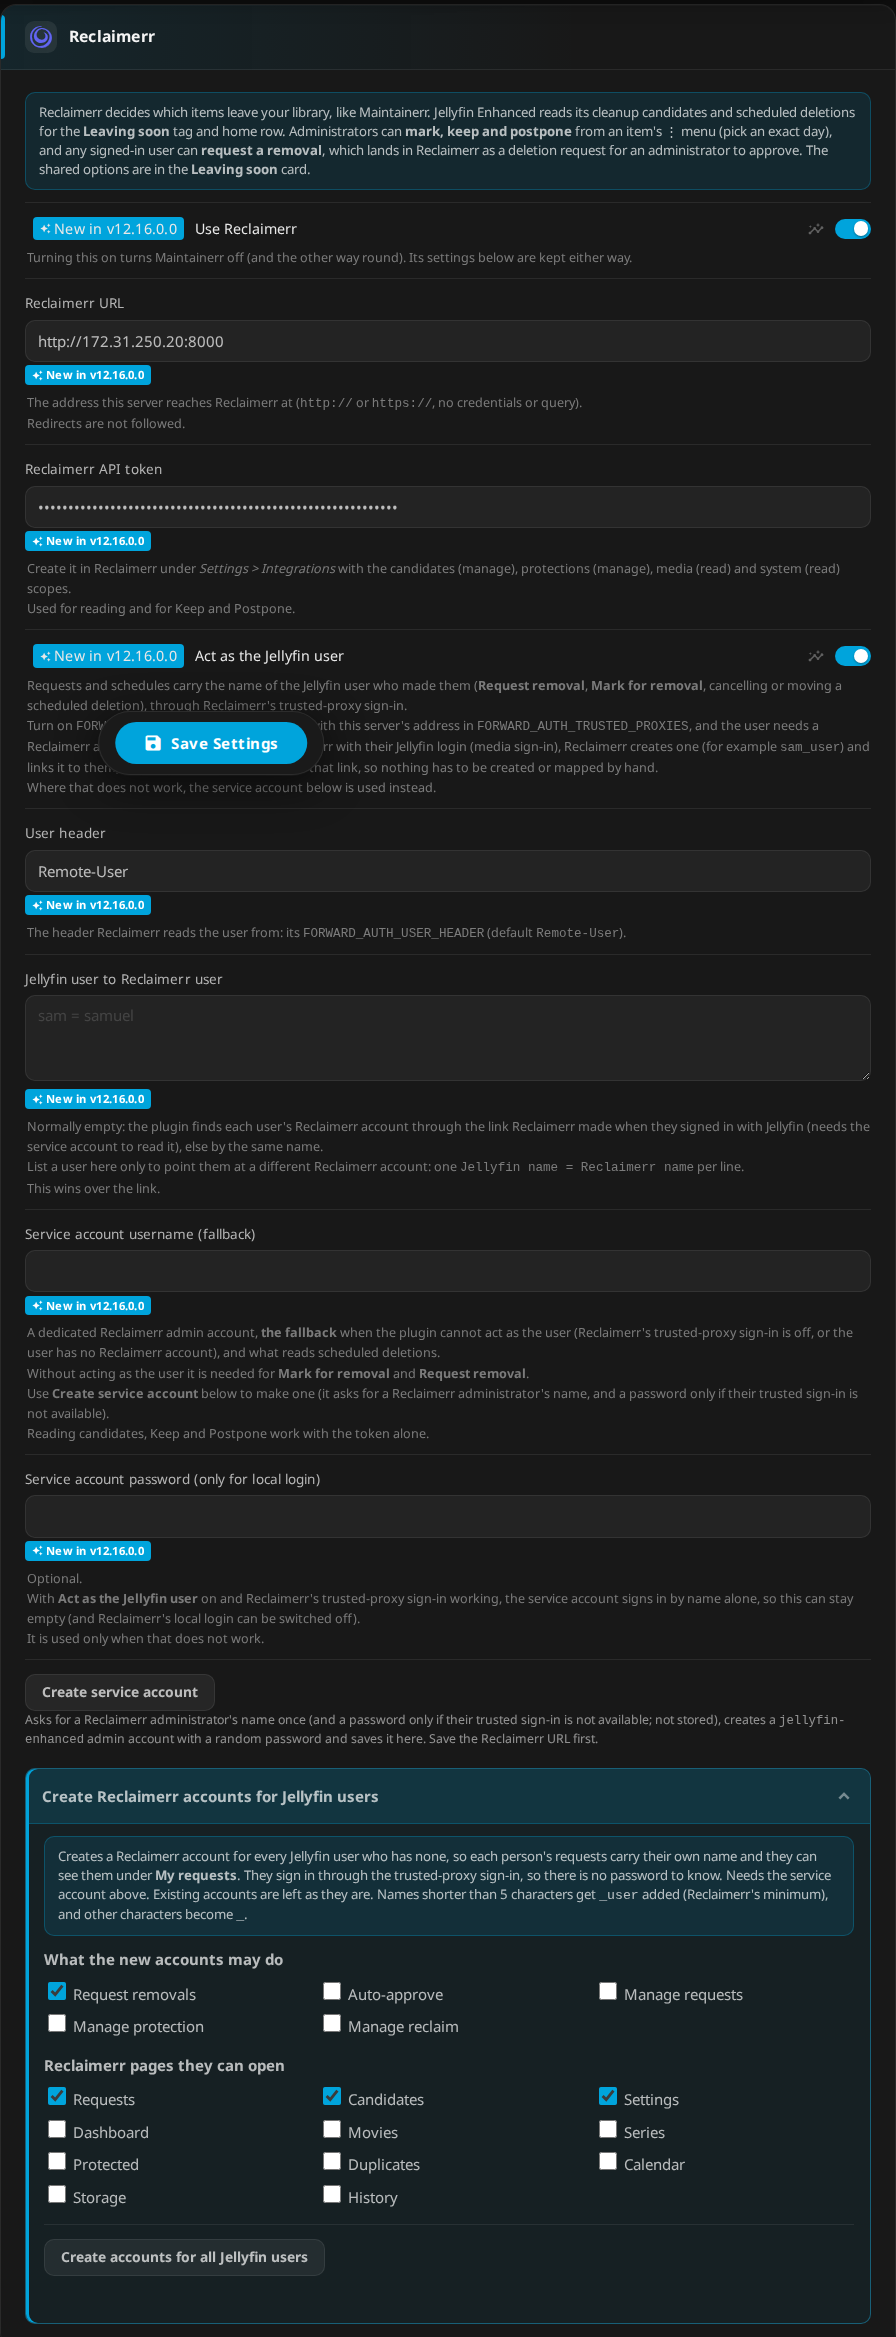 Reclaimerr
Reclaimerr decides which items leave your library, like Maintainerr. Jellyfin Enhanced reads its cleanup candidates and scheduled deletions
for the Leaving soon tag and home row. Administrators can mark, keep and postpone from an item's ⋮ menu (pick an exact day),
and any signed-in user can request a removal, which lands in Reclaimerr as a deletion request for an administrator to approve. The
shared options are in the Leaving soon card.
New in v12.16.0.0 Use Reclaimerr
Turning this on turns Maintainerr off (and the other way round). Its settings below are kept either way.
Reclaimerr URL
http://172.31.250.20:8000
New in v12.16.0.0
The address this server reaches Reclaimerr at (http:// or https://, no credentials or query).
Redirects are not followed.
Reclaimerr API token
••••••••••••••••••••••••••••••••••••••••••••••••••••••••••••
New in v12.16.0.0
Create it in Reclaimerr under Settings > Integrations with the candidates (manage), protections (manage), media (read) and system (read)
scopes.
Used for reading and for Keep and Postpone.
New in v12.16.0.0 Act as the Jellyfin user
Requests and schedules carry the name of the Jellyfin user who made them (Request removal, Mark for removal, cancelling or moving a
scheduled deletion), through Reclaimerr's trusted-proxy sign-in.
Turn on FORW ith this server's address in FORWARD_AUTH_TRUSTED_PROXIES, and the user needs a
Reclaimerr a rr with their Jellyfin login (media sign-in), Reclaimerr creates one (for example sam_user) and
links it to then that link, so nothing has to be created or mapped by hand.
Save Settings
Where that does not work, the service account below is used instead.
User header
Remote-User
New in v12.16.0.0
The header Reclaimerr reads the user from: its FORWARD_AUTH_USER_HEADER (default Remote-User).
Jellyfin user to Reclaimerr user
sam = samuel
New in v12.16.0.0
Normally empty: the plugin finds each user's Reclaimerr account through the link Reclaimerr made when they signed in with Jellyfin (needs the
service account to read it), else by the same name.
List a user here only to point them at a different Reclaimerr account: one Jellyfin name = Reclaimerr name per line.
This wins over the link.
Service account username (fallback)
New in v12.16.0.0
A dedicated Reclaimerr admin account, the fallback when the plugin cannot act as the user (Reclaimerr's trusted-proxy sign-in is off, or the
user has no Reclaimerr account), and what reads scheduled deletions.
Without acting as the user it is needed for Mark for removal and Request removal.
Use Create service account below to make one (it asks for a Reclaimerr administrator's name, and a password only if their trusted sign-in is
not available).
Reading candidates, Keep and Postpone work with the token alone.
Service account password (only for local login)
New in v12.16.0.0
Optional.
With Act as the Jellyfin user on and Reclaimerr's trusted-proxy sign-in working, the service account signs in by name alone, so this can stay
empty (and Reclaimerr's local login can be switched off).
It is used only when that does not work.
Create service account
Asks for a Reclaimerr administrator's name once (and a password only if their trusted sign-in is not available; not stored), creates a jellyfin-
enhanced admin account with a random password and saves it here. Save the Reclaimerr URL first.
Create Reclaimerr accounts for Jellyfin users
Creates a Reclaimerr account for every Jellyfin user who has none, so each person's requests carry their own name and they can
see them under My requests. They sign in through the trusted-proxy sign-in, so there is no password to know. Needs the service
account above. Existing accounts are left as they are. Names shorter than 5 characters get _user added (Reclaimerr's minimum),
and other characters become _.
What the new accounts may do
Request removals Auto-approve Manage requests
Manage protection Manage reclaim
Reclaimerr pages they can open
Requests Candidates Settings
Dashboard Movies Series
Protected Duplicates Calendar
Storage History
Create accounts for all Jellyfin users